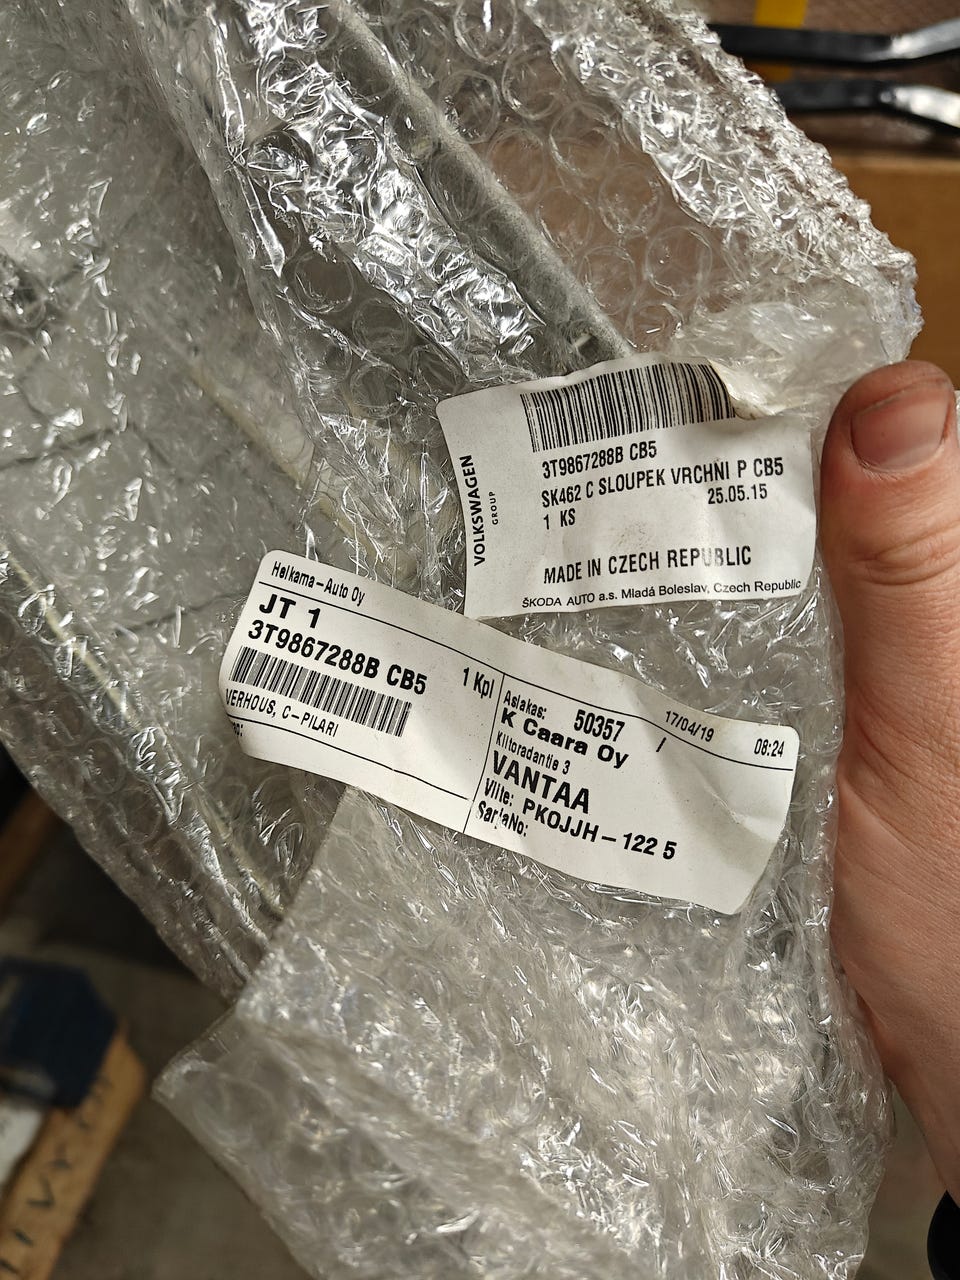 VOLKSWAGEN
GROUP
3T9867288B CB5
SK462 C SLOUPEK VRCHNI P CB5
25.05.15
1 KS
MADE IN CZECH REPUBLIC
ŠKODA AUTO a.s. Mladá Boleslav, Czech Republic
Helkama-Auto Oy
JT 1
3T9867288B CB5
1 Kpl
VERHOUS, C-PILARI
Asiakas: 50357 / 17/04/19 08:24
K Caara Oy
Kiitoradantie 3
VANTAA
Viite: PKOJJH-122 5
SarjaNo: